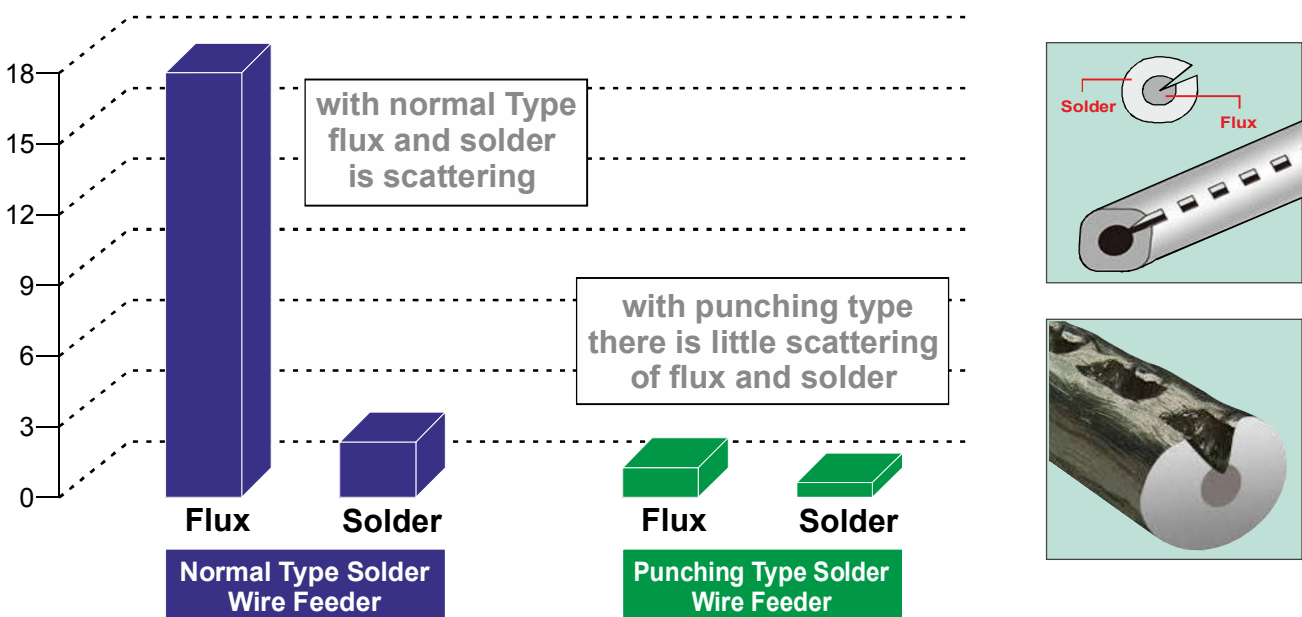 18
15
12
9
6
3
0
with normal Type
flux and solder
is scattering
with punching type
there is little scattering
of flux and solder
Flux
Solder
Flux
Solder
Normal Type Solder
Wire Feeder
Punching Type Solder
Wire Feeder
Solder
Flux